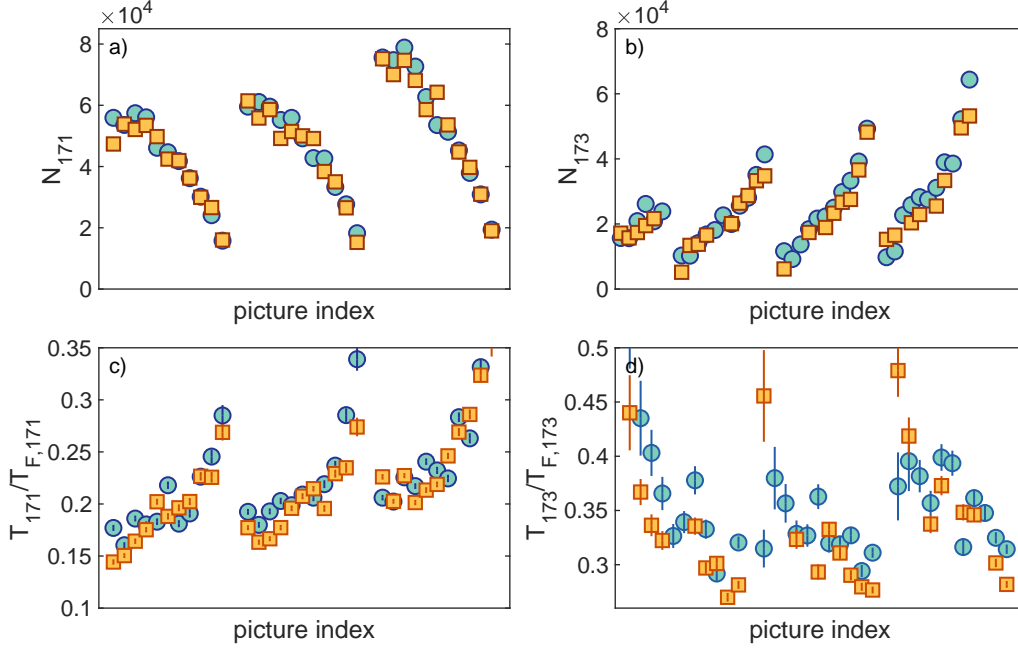 ×10⁴
8
6
4
2
0
a)
N₁₇₁
picture index
×10⁴
8
6
4
2
0
b)
N₁₇₃
picture index
0.35
0.3
0.25
0.2
0.15
0.1
c)
T₁₇₁/T_F,171
picture index
0.5
0.45
0.4
0.35
0.3
d)
T₁₇₃/T_F,173
picture index